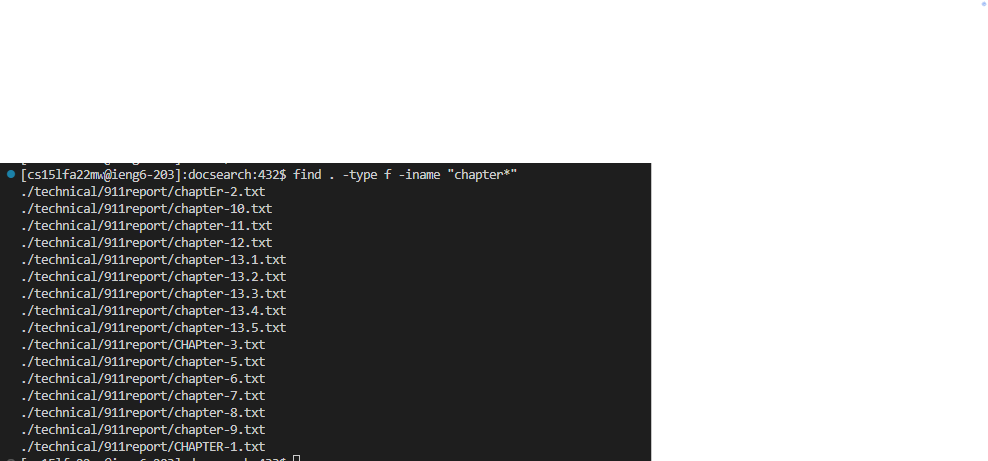 [cs15lfa22mw@ieng6-203]:docsearch:432$ find . -type f -iname "chapter*"
./technical/911report/chaptEr-2.txt
./technical/911report/chapter-10.txt
./technical/911report/chapter-11.txt
./technical/911report/chapter-12.txt
./technical/911report/chapter-13.1.txt
./technical/911report/chapter-13.2.txt
./technical/911report/chapter-13.3.txt
./technical/911report/chapter-13.4.txt
./technical/911report/chapter-13.5.txt
./technical/911report/CHAPter-3.txt
./technical/911report/chapter-5.txt
./technical/911report/chapter-6.txt
./technical/911report/chapter-7.txt
./technical/911report/chapter-8.txt
./technical/911report/chapter-9.txt
./technical/911report/CHAPTER-1.txt